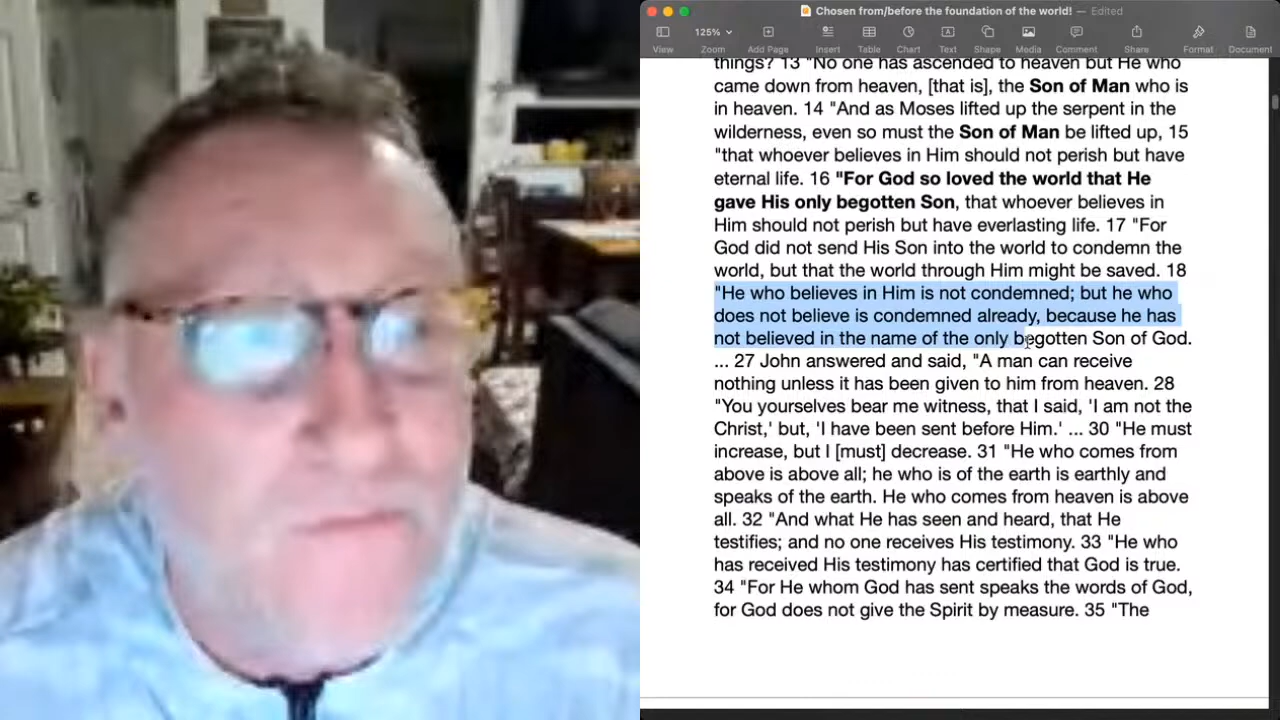 Chosen from/before the foundation of the world! — Edited
125%
View Zoom Add Page Insert Table Chart Text Shape Media Comment Share Format Document
things? 13 "No one has ascended to heaven but He who
came down from heaven, [that is], the Son of Man who is
in heaven. 14 "And as Moses lifted up the serpent in the
wilderness, even so must the Son of Man be lifted up, 15
"that whoever believes in Him should not perish but have
eternal life. 16 "For God so loved the world that He
gave His only begotten Son, that whoever believes in
Him should not perish but have everlasting life. 17 "For
God did not send His Son into the world to condemn the
world, but that the world through Him might be saved. 18
"He who believes in Him is not condemned; but he who
does not believe is condemned already, because he has
not believed in the name of the only begotten Son of God.
... 27 John answered and said, "A man can receive
nothing unless it has been given to him from heaven. 28
"You yourselves bear me witness, that I said, 'I am not the
Christ,' but, 'I have been sent before Him.' ... 30 "He must
increase, but I [must] decrease. 31 "He who comes from
above is above all; he who is of the earth is earthly and
speaks of the earth. He who comes from heaven is above
all. 32 "And what He has seen and heard, that He
testifies; and no one receives His testimony. 33 "He who
has received His testimony has certified that God is true.
34 "For He whom God has sent speaks the words of God,
for God does not give the Spirit by measure. 35 "The